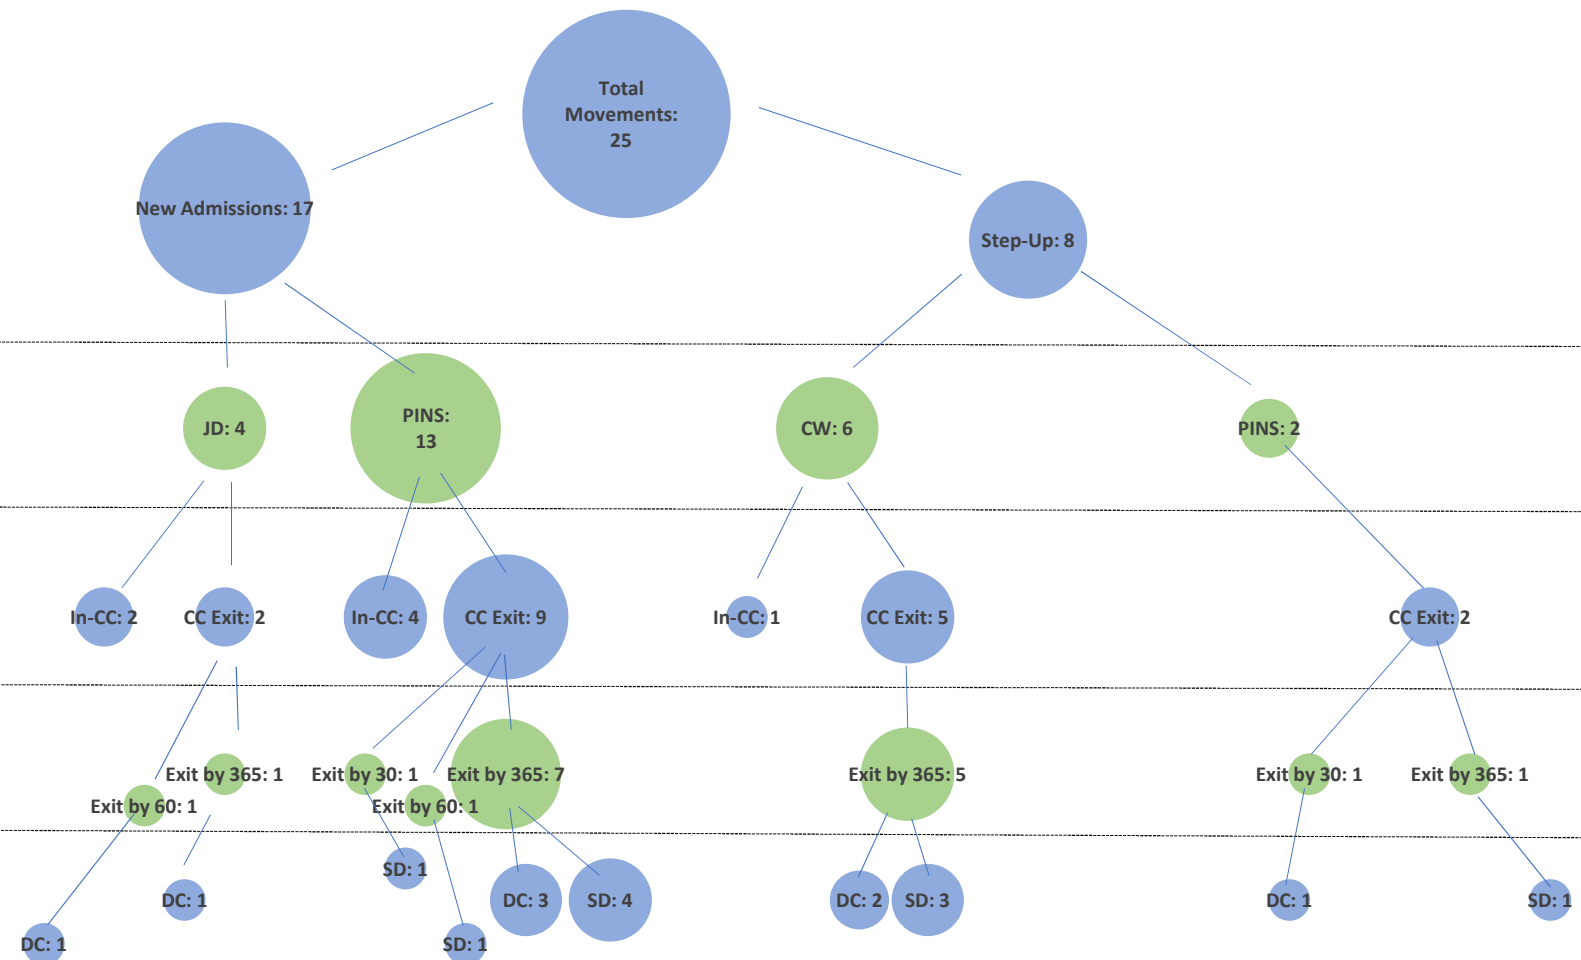 Total
Movements:
25
New Admissions: 17
Step-Up: 8
JD: 4
PINS:
13
CW: 6
PINS: 2
In-CC: 2
CC Exit: 2
In-CC: 4
CC Exit: 9
In-CC: 1
CC Exit: 5
CC Exit: 2
Exit by 365: 1
Exit by 30: 1
Exit by 365: 7
Exit by 365: 5
Exit by 30: 1
Exit by 365: 1
Exit by 60: 1
Exit by 60: 1
SD: 1
DC: 1
DC: 3
SD: 4
DC: 2
SD: 3
DC: 1
SD: 1
DC: 1
SD: 1